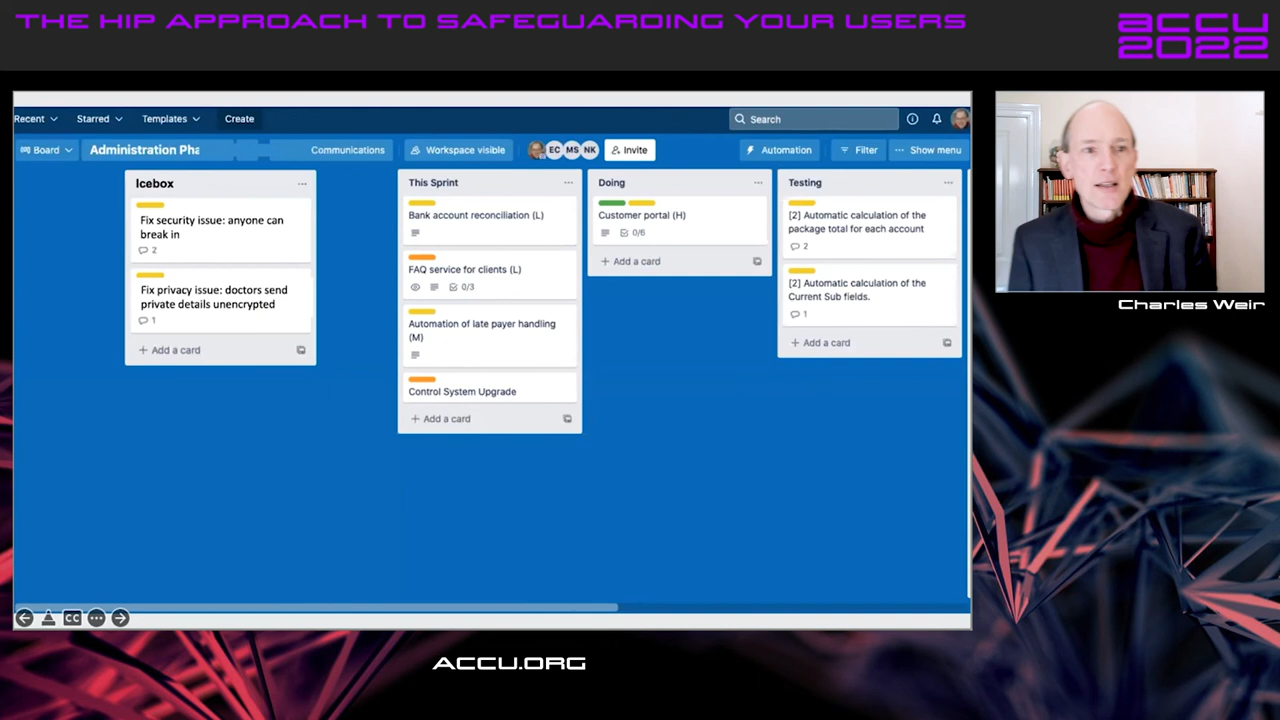 THE HIP APPROACH TO SAFEGUARDING YOUR USERS
accu
2022
Recent
Starred
Templates
Create
Search
Board
Administration Pha
Communications
Workspace visible
EC
MS
NK
Invite
Automation
Filter
Show menu
Icebox
Fix security issue: anyone can
break in
2
Fix privacy issue: doctors send
private details unencrypted
1
+ Add a card
This Sprint
Bank account reconciliation (L)
FAQ service for clients (L)
0/3
Automation of late payer handling
(M)
Control System Upgrade
+ Add a card
Doing
Customer portal (H)
0/6
+ Add a card
Testing
[2] Automatic calculation of the
package total for each account
2
[2] Automatic calculation of the
Current Sub fields.
1
+ Add a card
CC
Charles Weir
ACCU.ORG